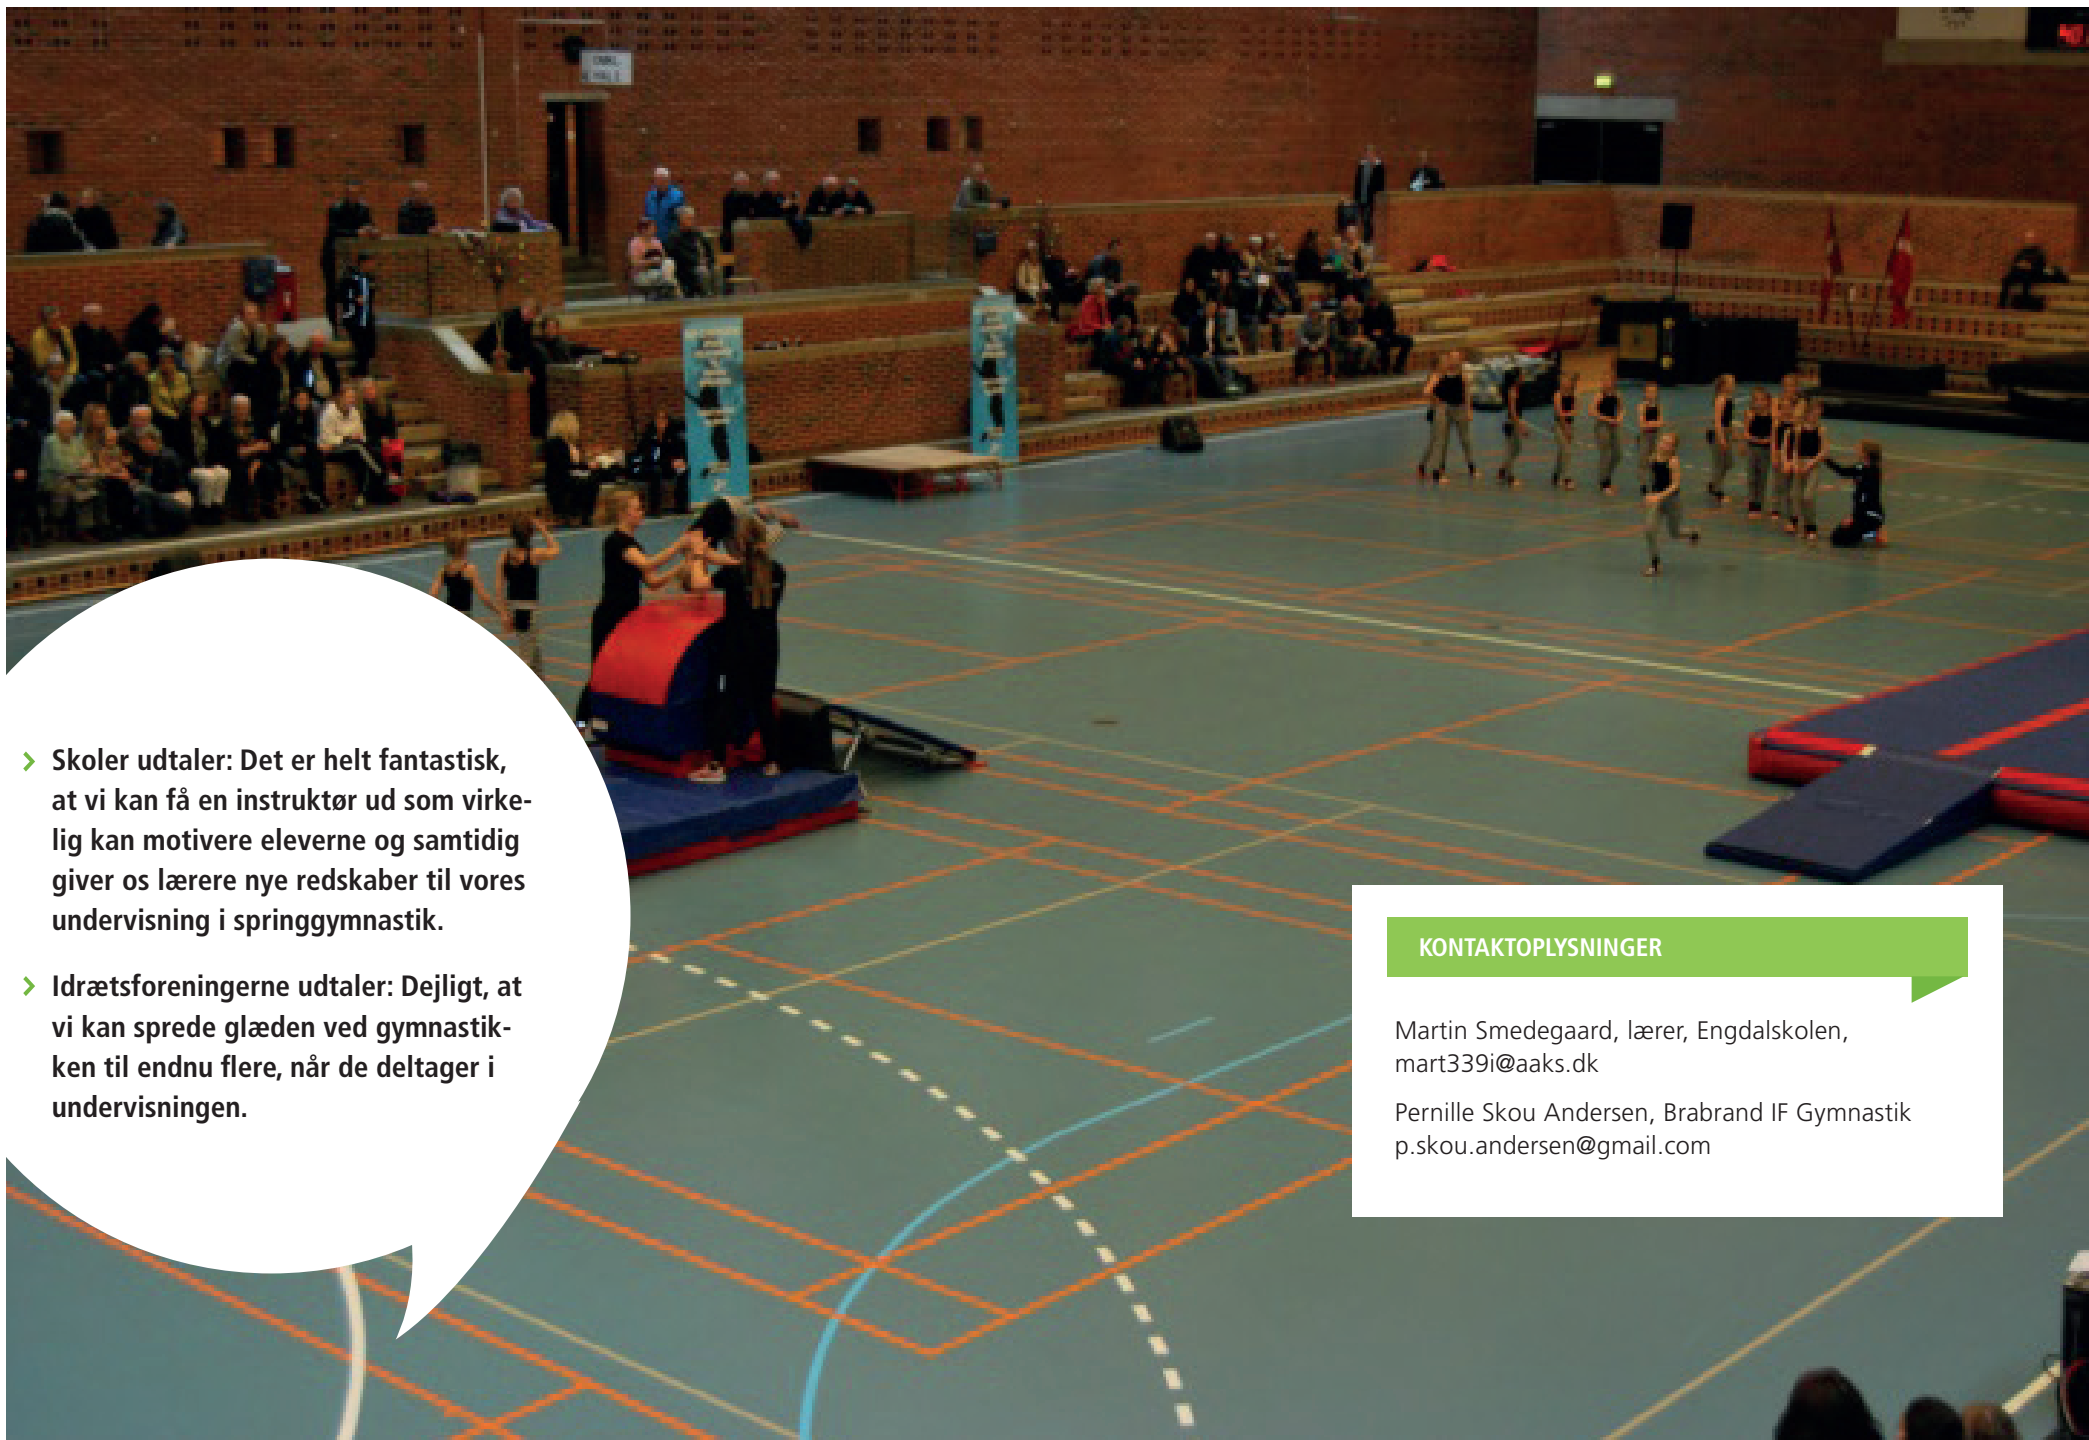 Skoler udtaler: Det er helt fantastisk,
at vi kan få en instruktør ud som virke-
lig kan motivere eleverne og samtidig
giver os lærere nye redskaber til vores
undervisning i springgymnastik.
Idrætsforeningerne udtaler: Dejligt, at
vi kan sprede glæden ved gymnastik-
ken til endnu flere, når de deltager i
undervisningen.
KONTAKTOPLYSNINGER
Martin Smedegaard, lærer, Engdalskolen,
mart339i@aaks.dk
Pernille Skou Andersen, Brabrand IF Gymnastik
p.skou.andersen@gmail.com